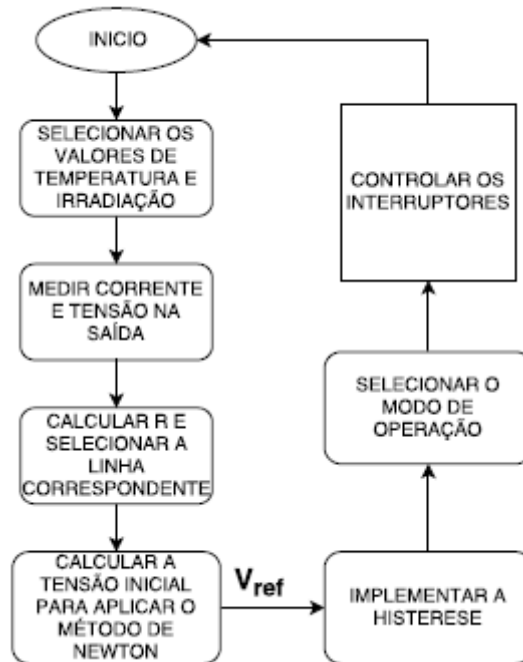 INICIO
SELECIONAR OS
VALORES DE
TEMPERATURA E
IRRADIAÇÃO
MEDIR CORRENTE
E TENSÃO NA
SAÍDA
CALCULAR R E
SELECIONAR A
LINHA
CORRESPONDENTE
CALCULAR A
TENSÃO INICIAL
PARA APLICAR O
MÉTODO DE
NEWTON
Vref
IMPLEMENTAR A
HISTERESE
SELECIONAR O
MODO DE
OPERAÇÃO
CONTROLAR OS
INTERRUPTORES